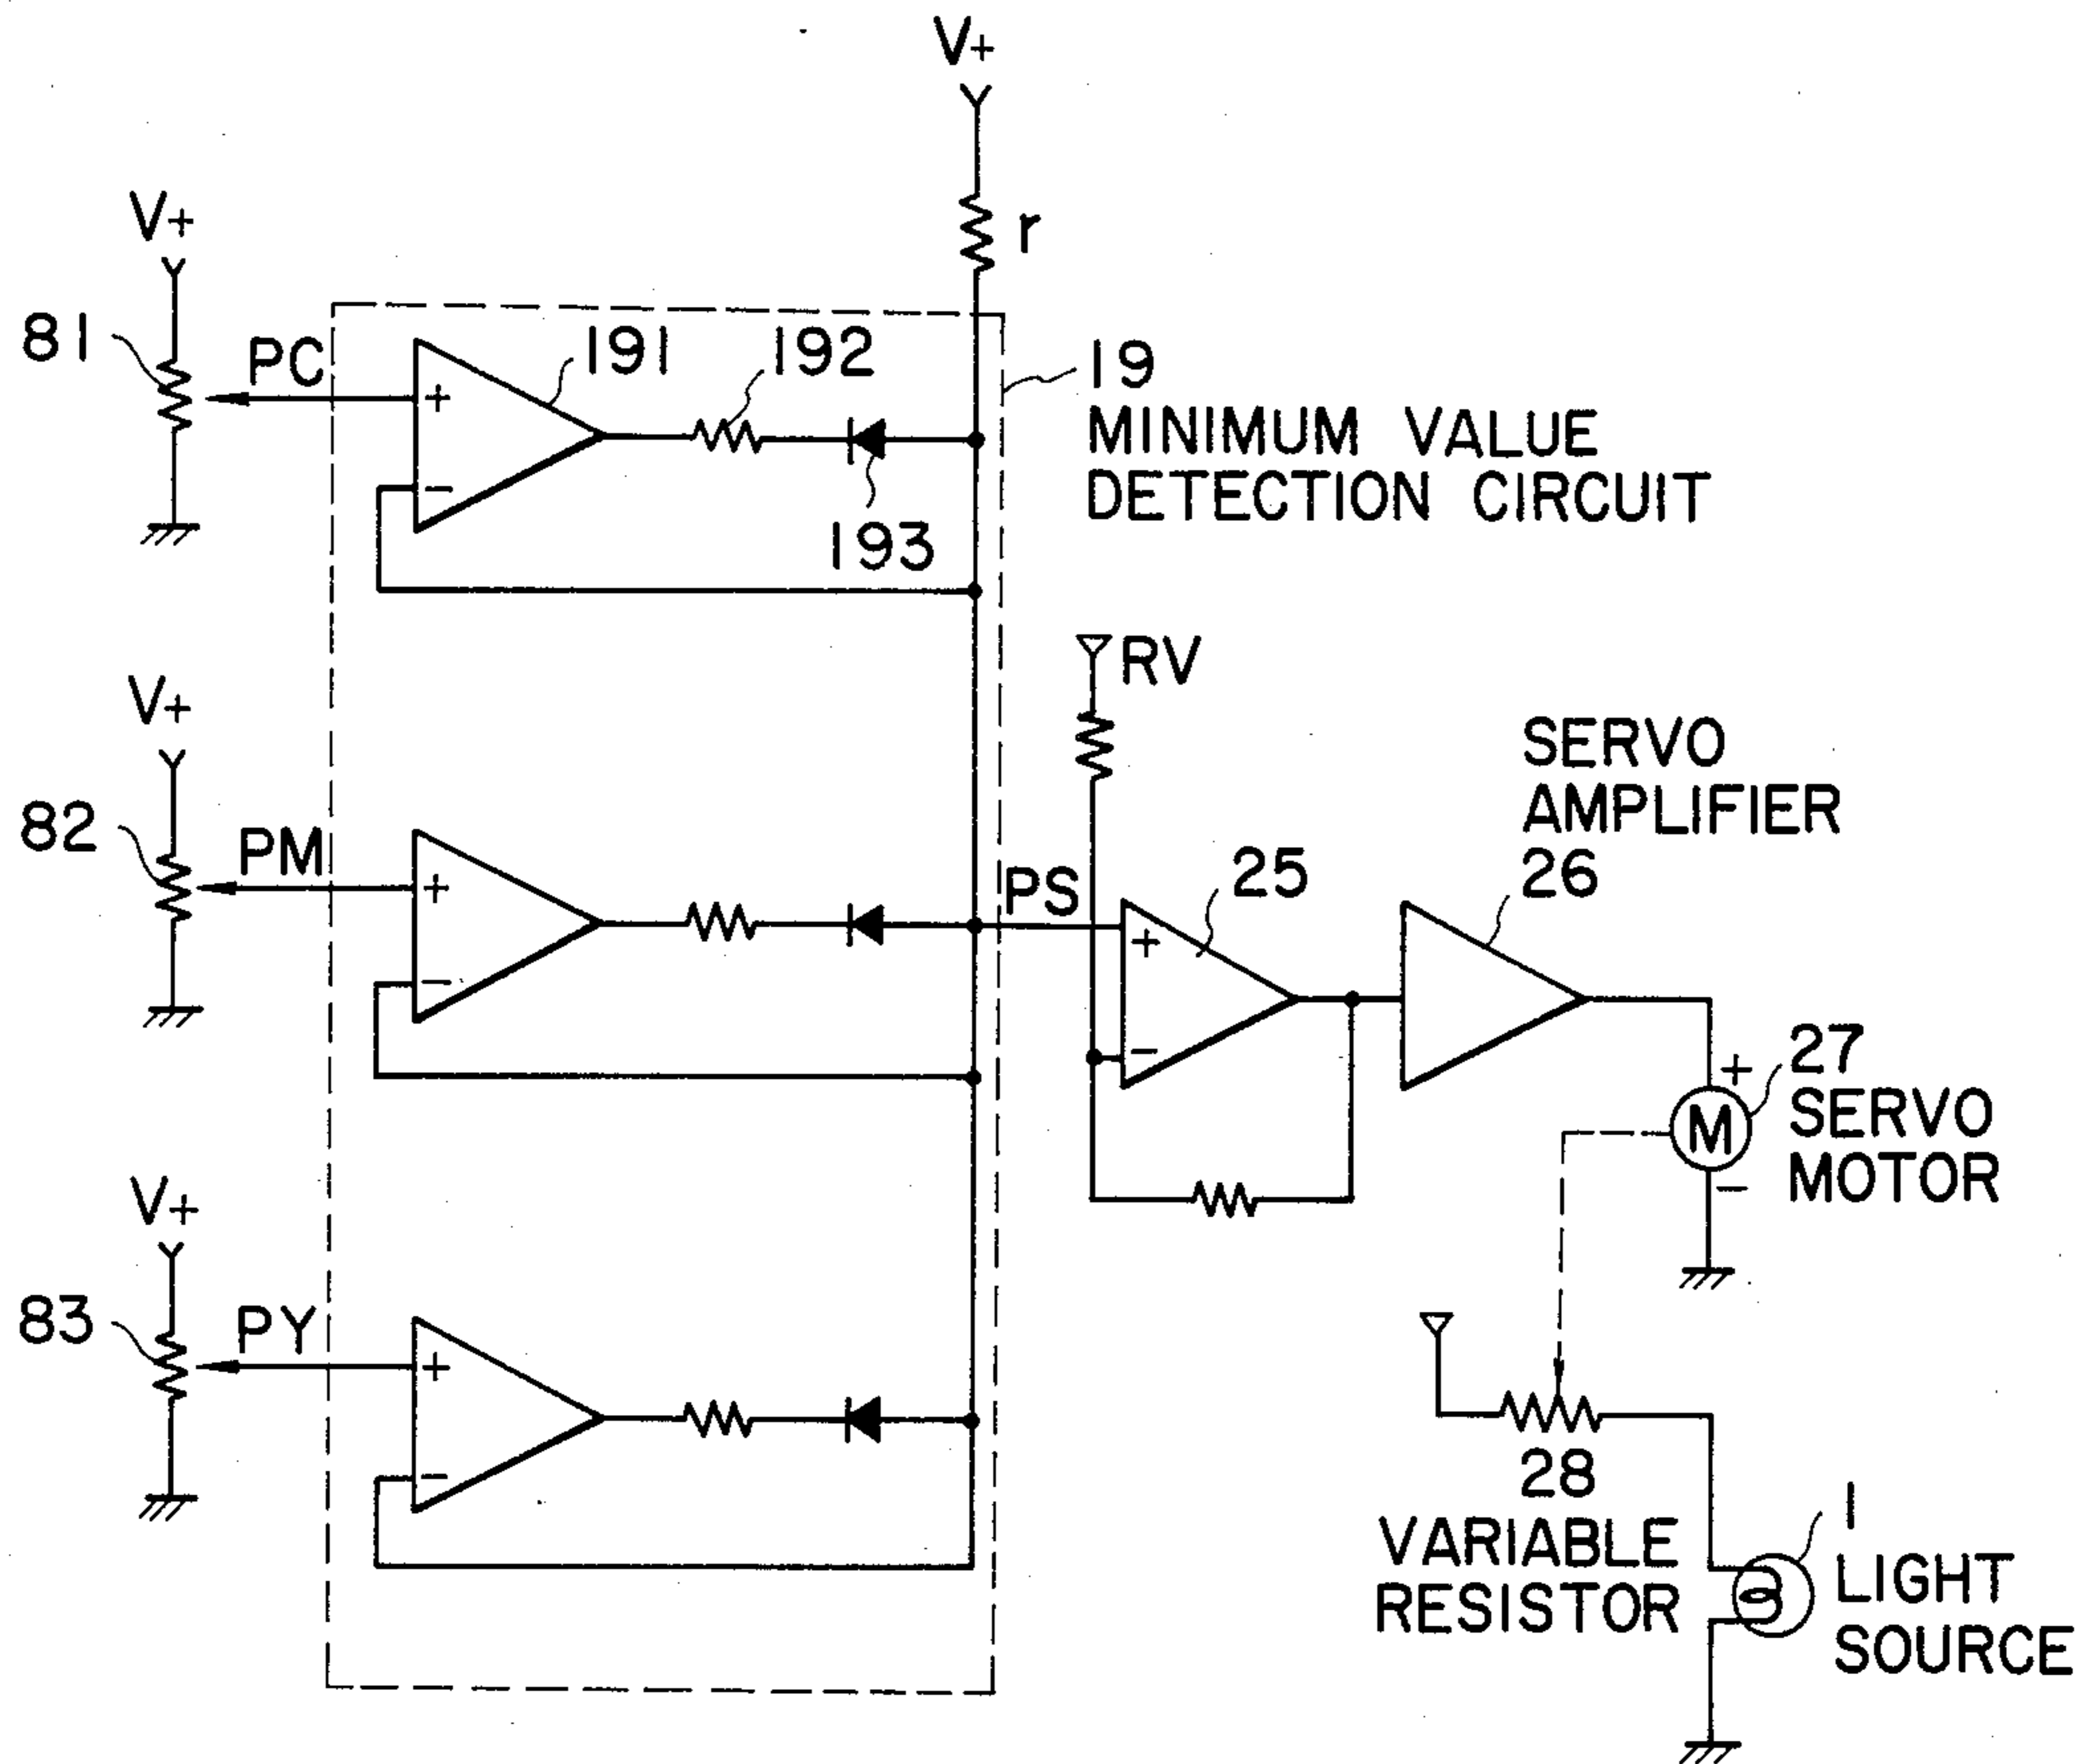 V+
r
V+
81
PC
+
191
192
19
MINIMUM VALUE
DETECTION CIRCUIT
−
193
RV
V+
SERVO
AMPLIFIER
26
82
PM
+
PS
25
+
−
−
27
SERVO
MOTOR
+
M
−
V+
83
PY
+
−
28
VARIABLE
RESISTOR
1
LIGHT
SOURCE